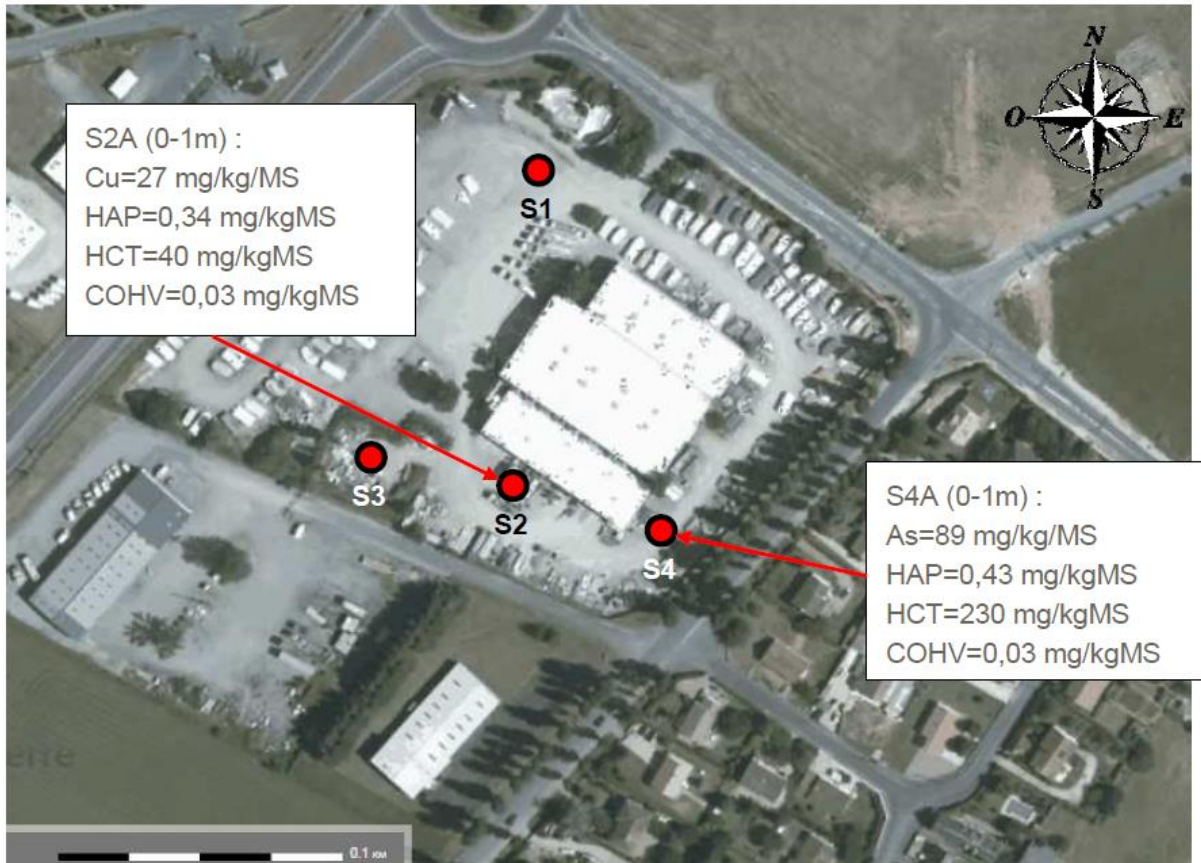 N
O
E
S
S2A (0-1m) :
Cu=27 mg/kg/MS
HAP=0,34 mg/kgMS
HCT=40 mg/kgMS
COHV=0,03 mg/kgMS
S1
S3
S2
S4
S4A (0-1m) :
As=89 mg/kg/MS
HAP=0,43 mg/kgMS
HCT=230 mg/kgMS
COHV=0,03 mg/kgMS
0.1 км